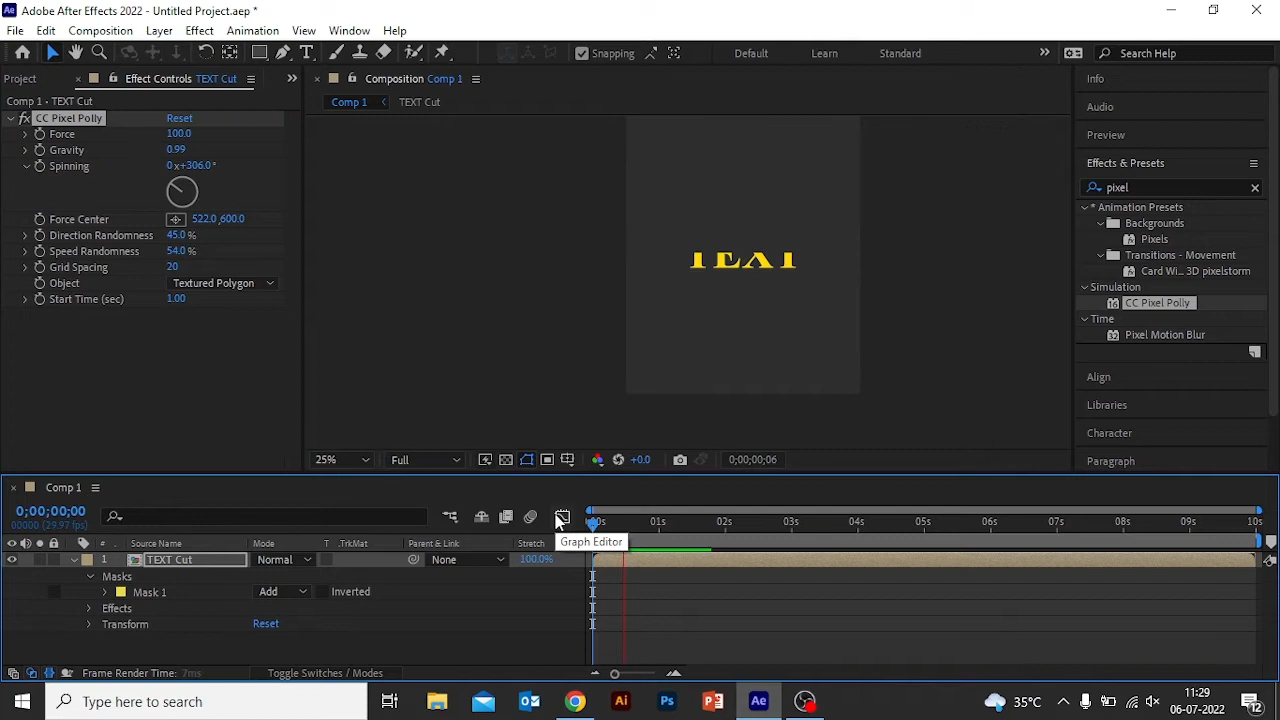 Adobe After Effects 2022 - Untitled Project.aep *
File Edit Composition Layer Effect Animation View Window Help
Snapping Default Learn Standard Search Help
Project Effect Controls TEXT Cut
Composition Comp 1
Info
Comp 1 • TEXT Cut
Comp 1 TEXT Cut
Audio
fx CC Pixel Polly Reset
Force 100.0
Gravity 0.99
Spinning 0 x+306.0°
Force Center 522.0,600.0
Direction Randomness 45.0 %
Speed Randomness 54.0 %
Grid Spacing 20
Object Textured Polygon
Start Time (sec) 1.00
Preview
Effects & Presets
pixel
* Animation Presets
Backgrounds
Pixels
Transitions - Movement
Card Wi... 3D pixelstorm
Simulation
CC Pixel Polly
Time
Pixel Motion Blur
Align
Libraries
Character
Paragraph
25% Full +0.0 0;00;00;06
Comp 1
0;00;00;00
00000 (29.97 fps)
00s 01s 02s 03s 04s 05s 06s 07s 08s 09s 10s
Graph Editor
# Source Name Mode T .TrkMat Parent & Link Stretch
1 TEXT Cut Normal None 100.0%
Masks
Mask 1 Add Inverted
Effects
Transform Reset
Frame Render Time: 7ms Toggle Switches / Modes
Type here to search
35°C
11:29
06-07-2022
12